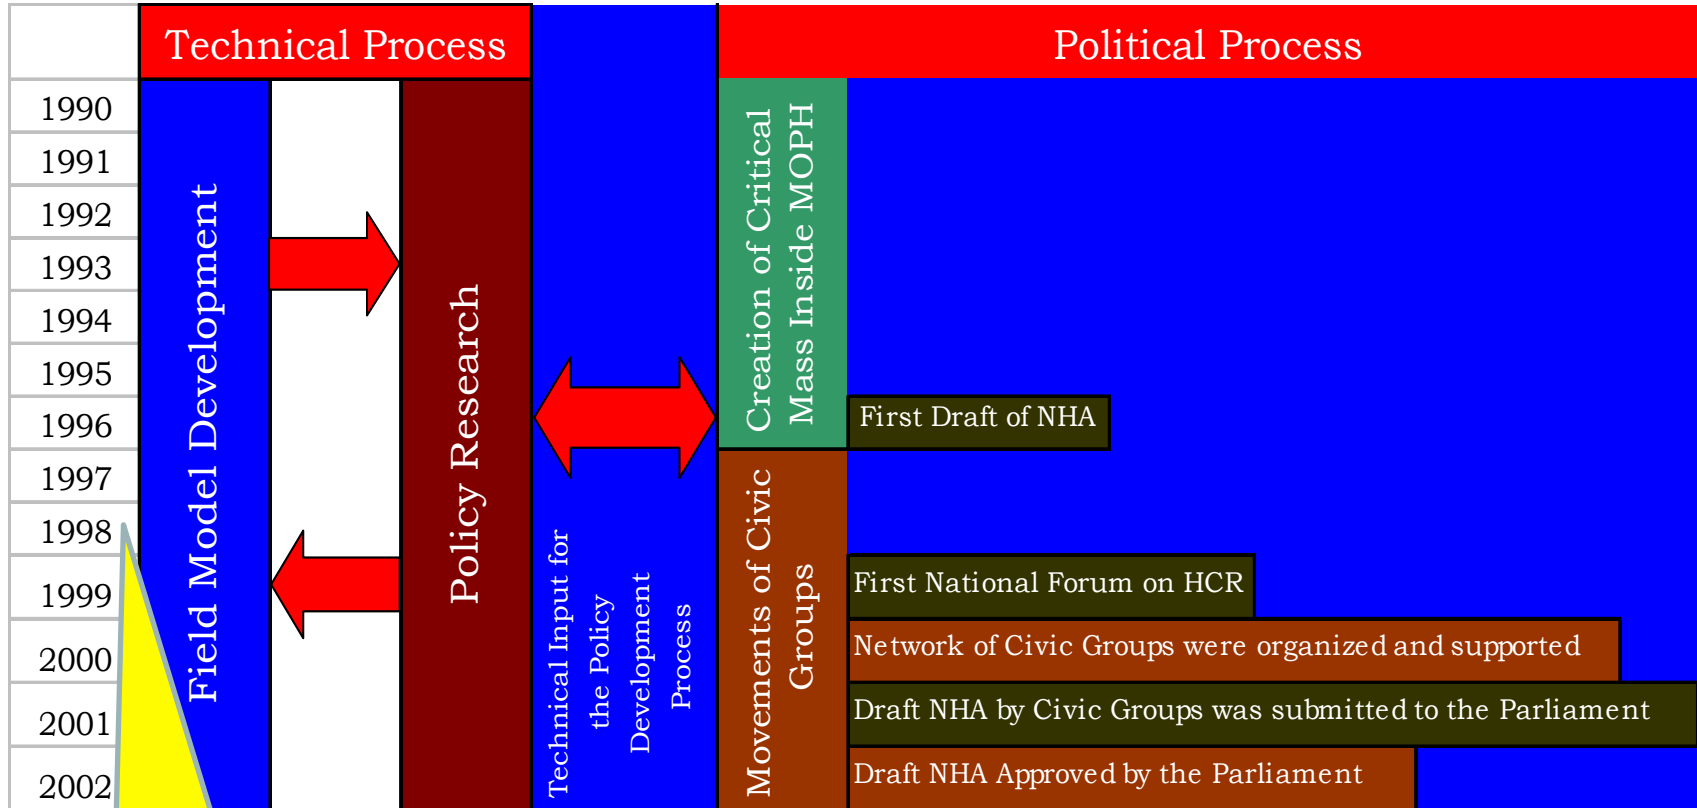 Technical Process
Political Process
1990
1991
1992
1993
1994
1995
1996
1997
1998
1999
2000
2001
2002
Field Model Development
Policy Research
Technical Input for
the Policy
Development
Process
Creation of Critical
Mass Inside MOPH
Movements of Civic
Groups
First Draft of NHA
First National Forum on HCR
Network of Civic Groups were organized and supported
Draft NHA by Civic Groups was submitted to the Parliament
Draft NHA Approved by the Parliament